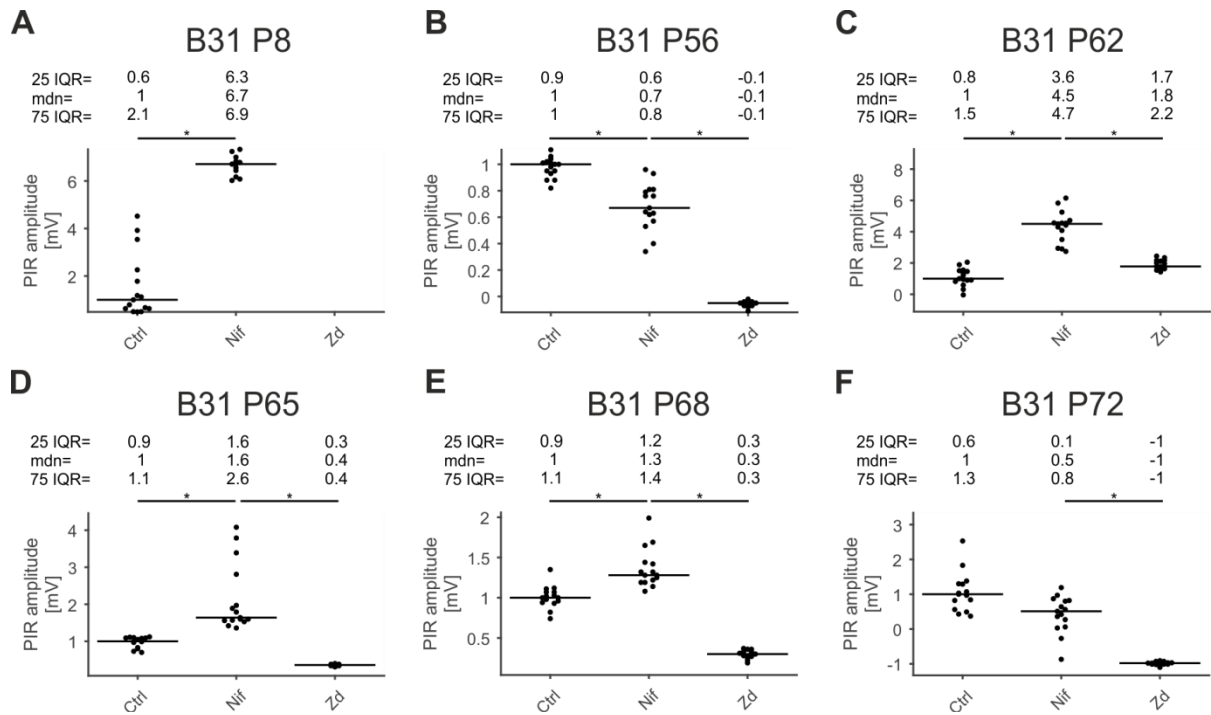 A
B31 P8
25 IQR= 0.6 6.3
mdn= 1 6.7
75 IQR= 2.1 6.9
*
PIR amplitude
[mV]
6
4
2
Ctrl Nif Zd
B
B31 P56
25 IQR= 0.9 0.6 -0.1
mdn= 1 0.7 -0.1
75 IQR= 1 0.8 -0.1
* *
PIR amplitude
[mV]
1
0.8
0.6
0.4
0.2
0
Ctrl Nif Zd
C
B31 P62
25 IQR= 0.8 3.6 1.7
mdn= 1 4.5 1.8
75 IQR= 1.5 4.7 2.2
* *
PIR amplitude
[mV]
8
6
4
2
0
Ctrl Nif Zd
D
B31 P65
25 IQR= 0.9 1.6 0.3
mdn= 1 1.6 0.4
75 IQR= 1.1 2.6 0.4
* *
PIR amplitude
[mV]
4
3
2
1
Ctrl Nif Zd
E
B31 P68
25 IQR= 0.9 1.2 0.3
mdn= 1 1.3 0.3
75 IQR= 1.1 1.4 0.3
* *
PIR amplitude
[mV]
2
1.5
1
0.5
Ctrl Nif Zd
F
B31 P72
25 IQR= 0.6 0.1 -1
mdn= 1 0.5 -1
75 IQR= 1.3 0.8 -1
*
PIR amplitude
[mV]
3
2
1
0
-1
Ctrl Nif Zd